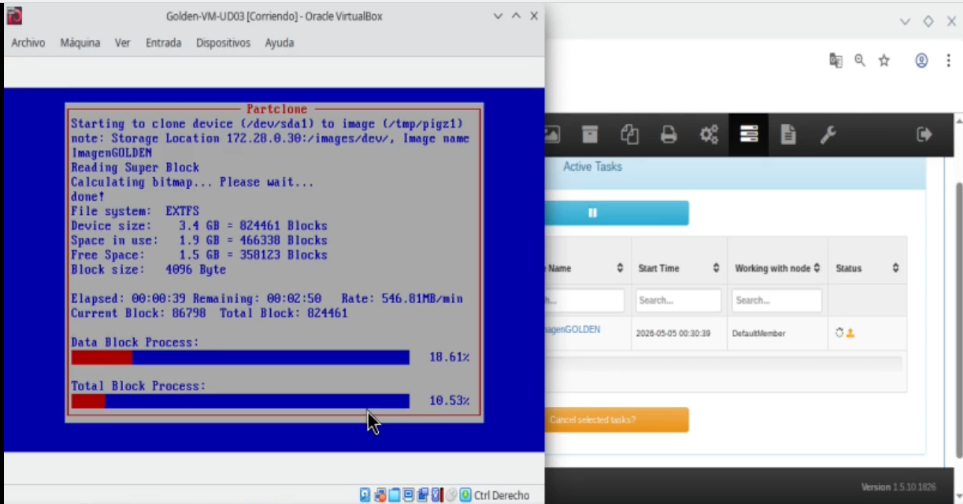 Golden-VM-UD03 [Corriendo] - Oracle VirtualBox
Archivo Máquina Ver Entrada Dispositivos Ayuda
Partclone
Starting to clone device (/dev/sda1) to image (/tmp/pigz1)
note: Storage Location 172.28.0.30:/images/dev/, Image name
ImagenGOLDEN
Reading Super Block
Calculating bitmap... Please wait...
done!
File system: EXTFS
Device size: 3.4 GB = 824461 Blocks
Space in use: 1.9 GB = 466338 Blocks
Free Space: 1.5 GB = 358123 Blocks
Block size: 4096 Byte
Elapsed: 00:00:39 Remaining: 00:02:50 Rate: 546.81MB/min
Current Block: 86798 Total Block: 824461
Data Block Process:
18.61%
Total Block Process:
10.53%
Ctrl Derecho
Active Tasks
Name Start Time Working with node Status
Search... Search...
agenGOLDEN 2026-05-05 00:30:39 DefaultMember
Cancel selected tasks?
Version 1.5.10.1826